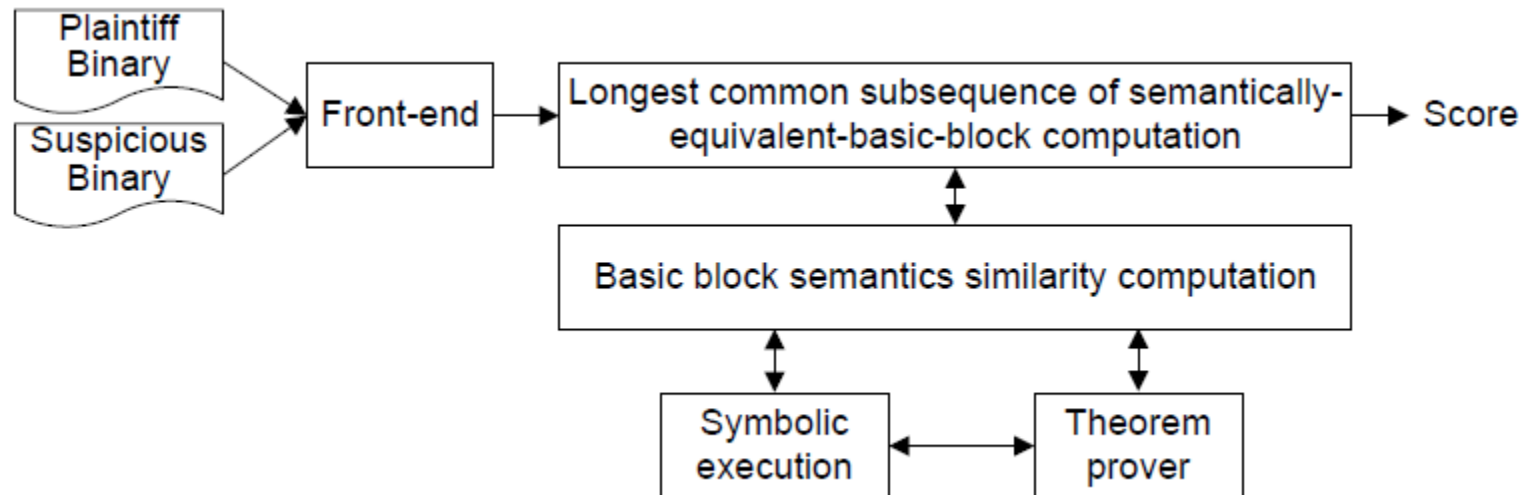 Plaintiff
Binary
Suspicious
Binary
Front-end
Longest common subsequence of semantically-
equivalent-basic-block computation
Score
Basic block semantics similarity computation
Symbolic
execution
Theorem
prover